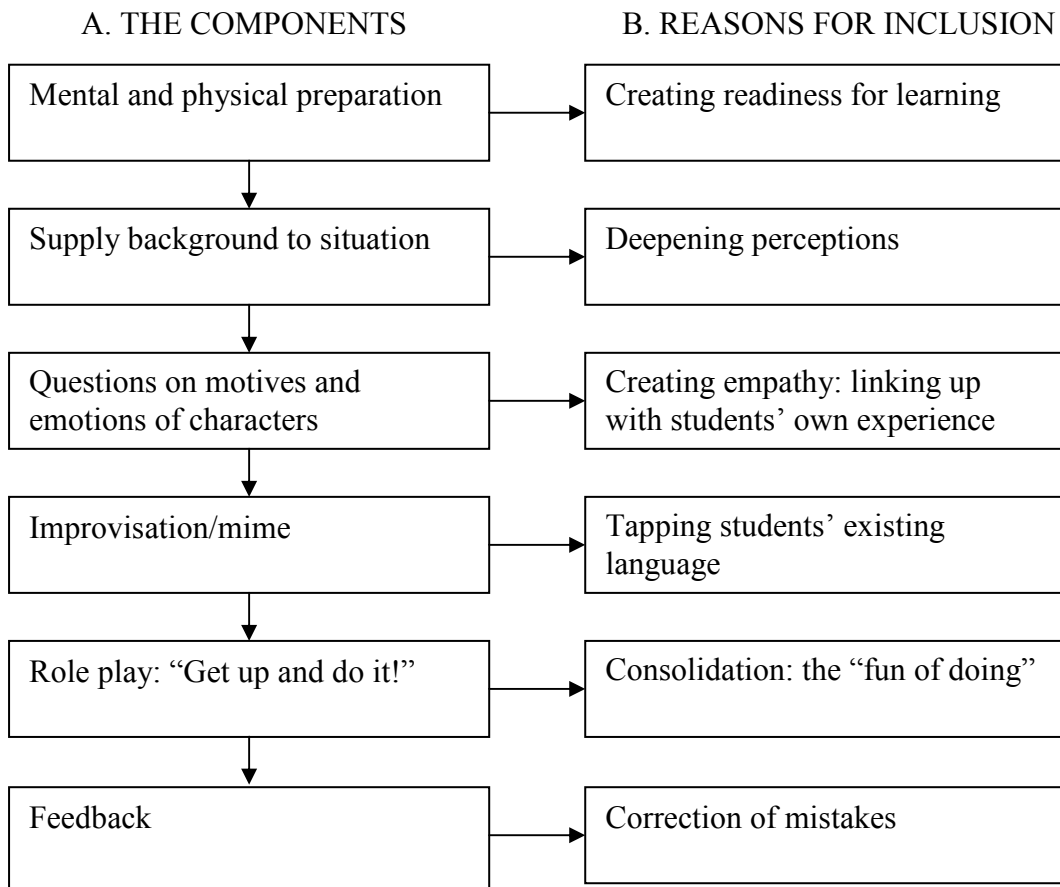 A. THE COMPONENTS
B. REASONS FOR INCLUSION
Mental and physical preparation
Creating readiness for learning
Supply background to situation
Deepening perceptions
Questions on motives and
emotions of characters
Creating empathy: linking up
with students’ own experience
Improvisation/mime
Tapping students’ existing
language
Role play: “Get up and do it!”
Consolidation: the “fun of doing”
Feedback
Correction of mistakes